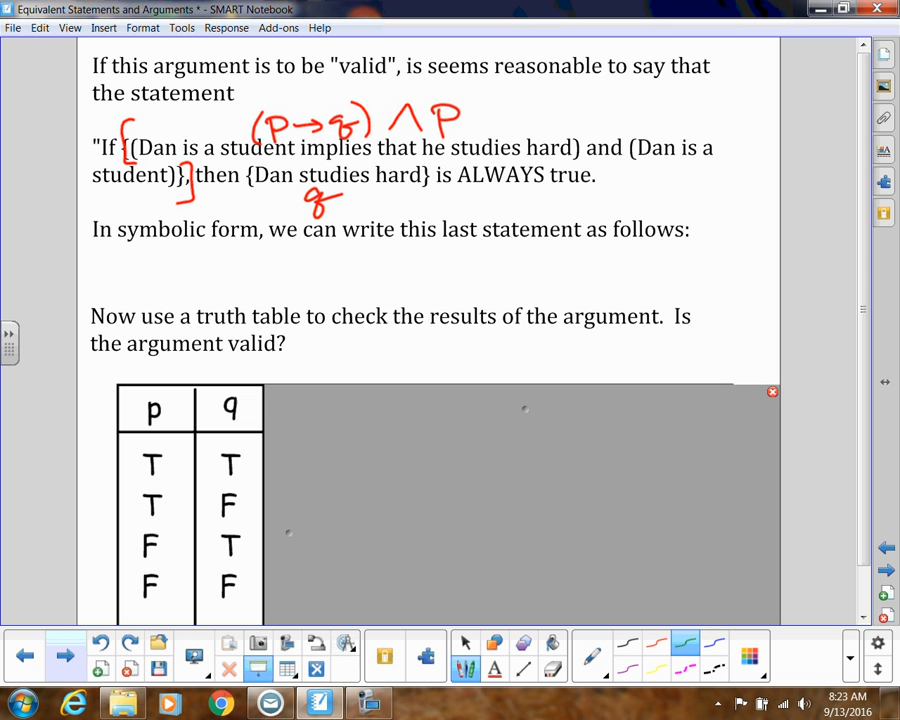 Equivalent Statements and Arguments * - SMART Notebook
File Edit View Insert Format Tools Response Add-ons Help
If this argument is to be "valid", is seems reasonable to say that
the statement
(P→q) ∧ P
"If {(Dan is a student implies that he studies hard) and (Dan is a
student)}, then {Dan studies hard} is ALWAYS true.
q
In symbolic form, we can write this last statement as follows:
Now use a truth table to check the results of the argument. Is
the argument valid?
p q
T T
T F
F T
F F
8:23 AM
9/13/2016